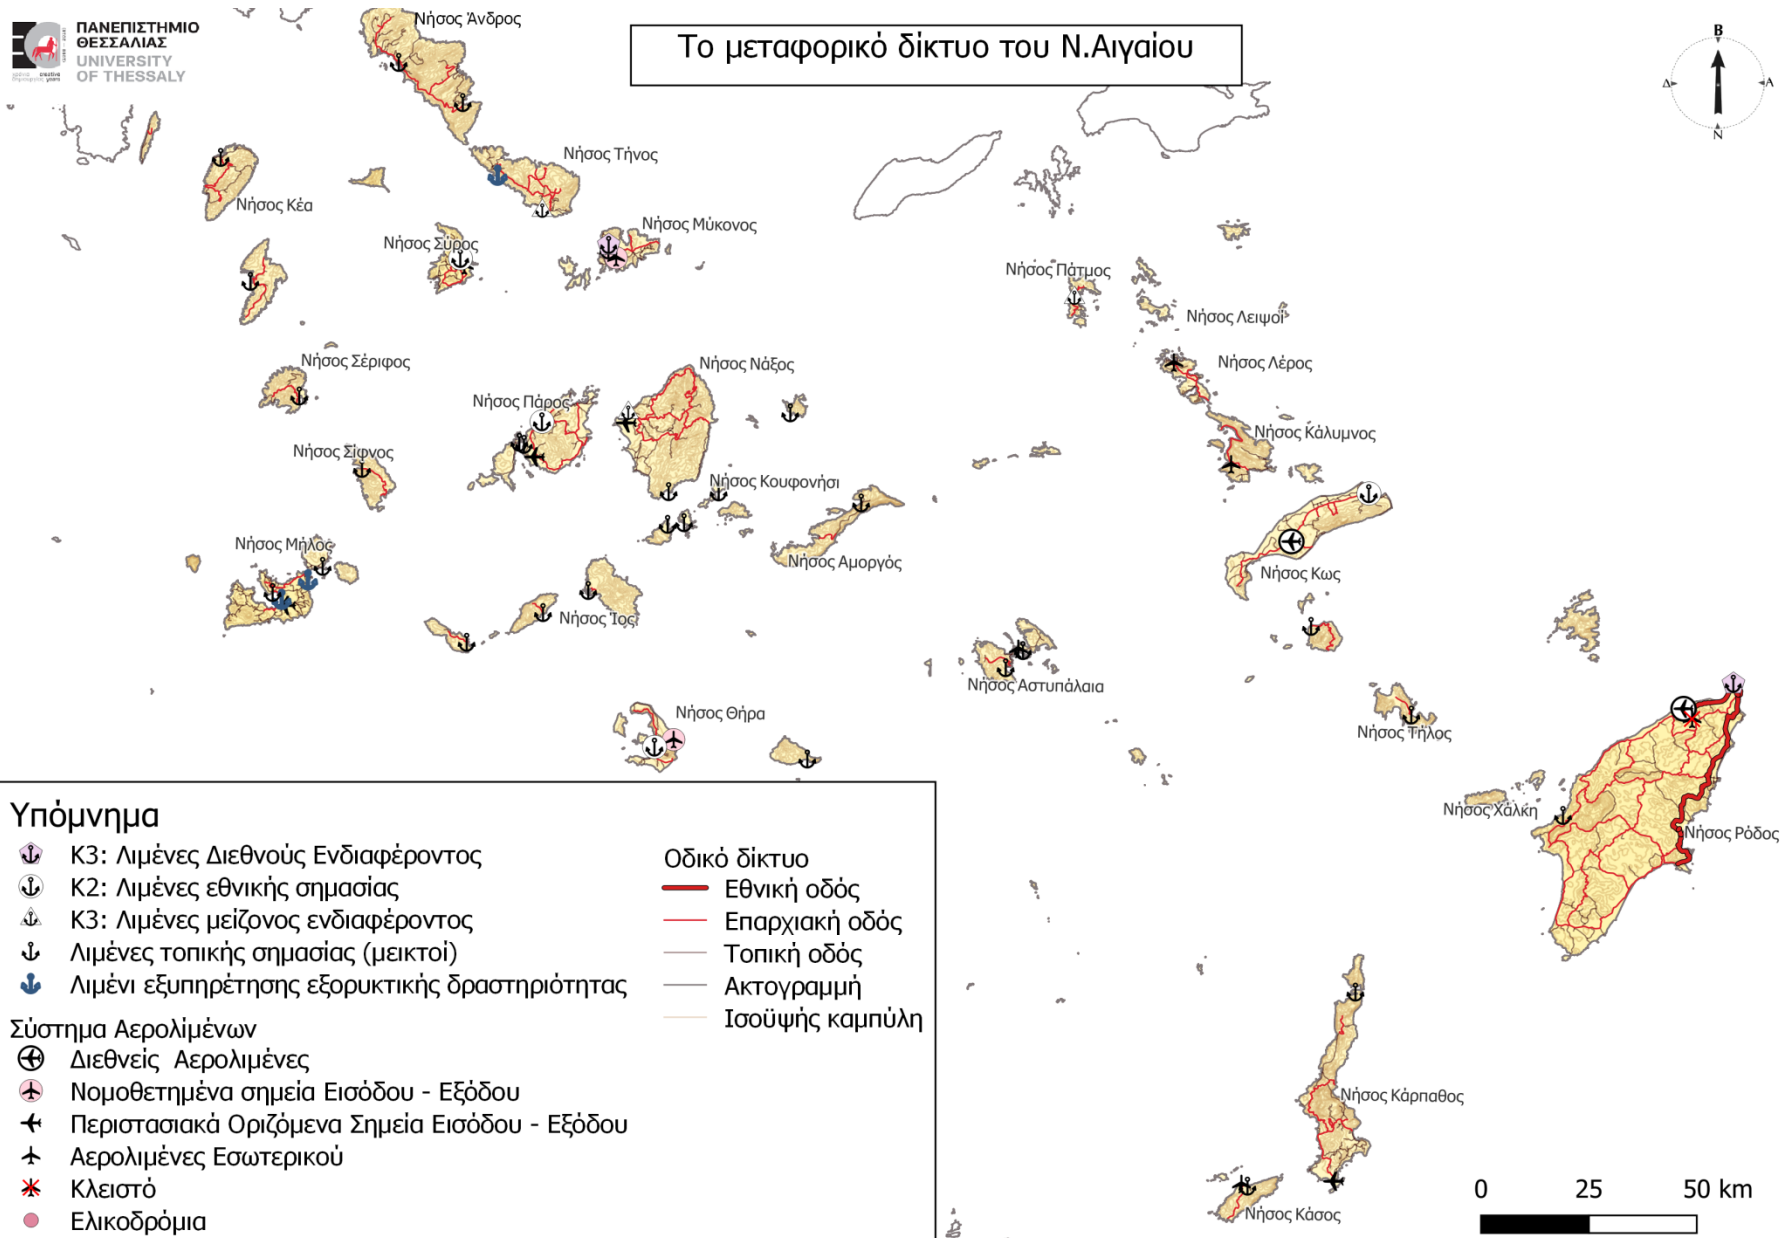 ΠΑΝΕΠΙΣΤΗΜΙΟ
ΘΕΣΣΑΛΙΑΣ
UNIVERSITY
OF THESSALY
Το μεταφορικό δίκτυο του Ν.Αιγαίου
Β
Δ
Α
Ν
Νήσος Άνδρος
Νήσος Τήνος
Νήσος Κέα
Νήσος Μύκονος
Νήσος Σύρος
Νήσος Πάτμος
Νήσος Λειψοί
Νήσος Σέριφος
Νήσος Νάξος
Νήσος Λέρος
Νήσος Πάρος
Νήσος Κάλυμνος
Νήσος Σίφνος
Νήσος Κουφονήσι
Νήσος Μήλος
Νήσος Αμοργός
Νήσος Κως
Νήσος Ίος
Νήσος Αστυπάλαια
Νήσος Θήρα
Νήσος Τήλος
Νήσος Χάλκη
Νήσος Ρόδος
Νήσος Κάρπαθος
Νήσος Κάσος
Υπόμνημα
Κ3: Λιμένες Διεθνούς Ενδιαφέροντος
Κ2: Λιμένες εθνικής σημασίας
Κ3: Λιμένες μείζονος ενδιαφέροντος
Λιμένες τοπικής σημασίας (μεικτοί)
Λιμένι εξυπηρέτησης εξορυκτικής δραστηριότητας
Σύστημα Αερολίμένων
Διεθνείς Αερολιμένες
Νομοθετημένα σημεία Εισόδου - Εξόδου
Περιστασιακά Οριζόμενα Σημεία Εισόδου - Εξόδου
Αερολιμένες Εσωτερικού
Κλειστό
Ελικοδρόμια
Οδικό δίκτυο
Εθνική οδός
Επαρχιακή οδός
Τοπική οδός
Ακτογραμμή
Ισοϋψής καμπύλη
0 25 50 km